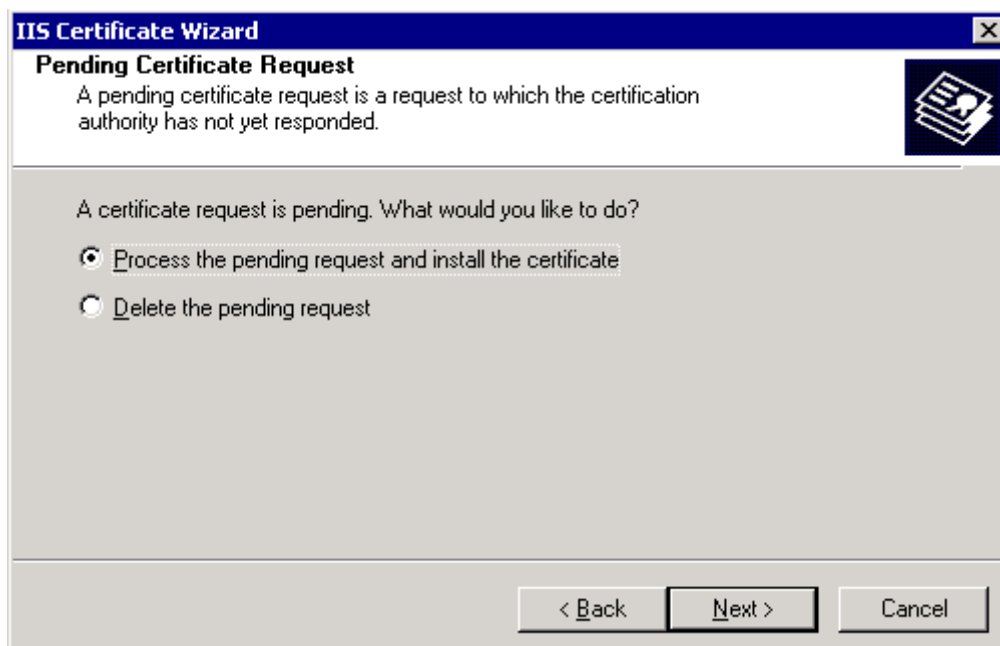 IIS Certificate Wizard
Pending Certificate Request
A pending certificate request is a request to which the certification
authority has not yet responded.
A certificate request is pending. What would you like to do?
Process the pending request and install the certificate
Delete the pending request
< Back
Next >
Cancel